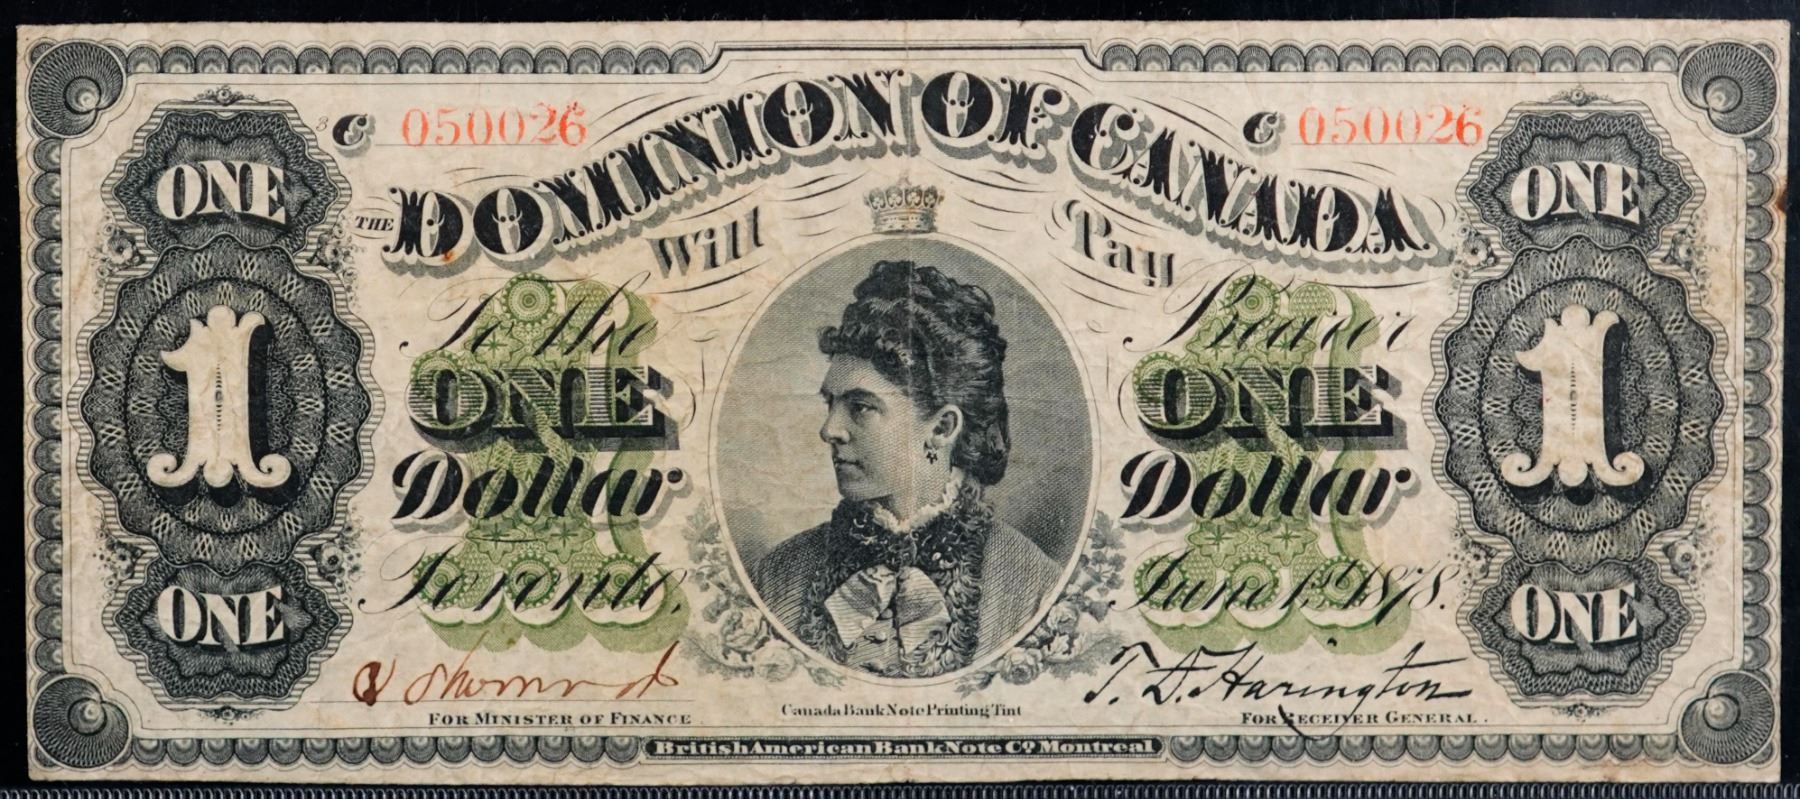 C 050026 C 050026
THE DOMINION OF CANADA
Will Pay
To the Bearer
ONE ONE
1 1
ONE ONE
Dollar Dollar
Toronto. June 1st 1878.
ONE ONE
T. D. Harington
FOR MINISTER OF FINANCE FOR RECEIVER GENERAL.
Canada Bank Note Printing Tint
British American Bank Note Co Montreal